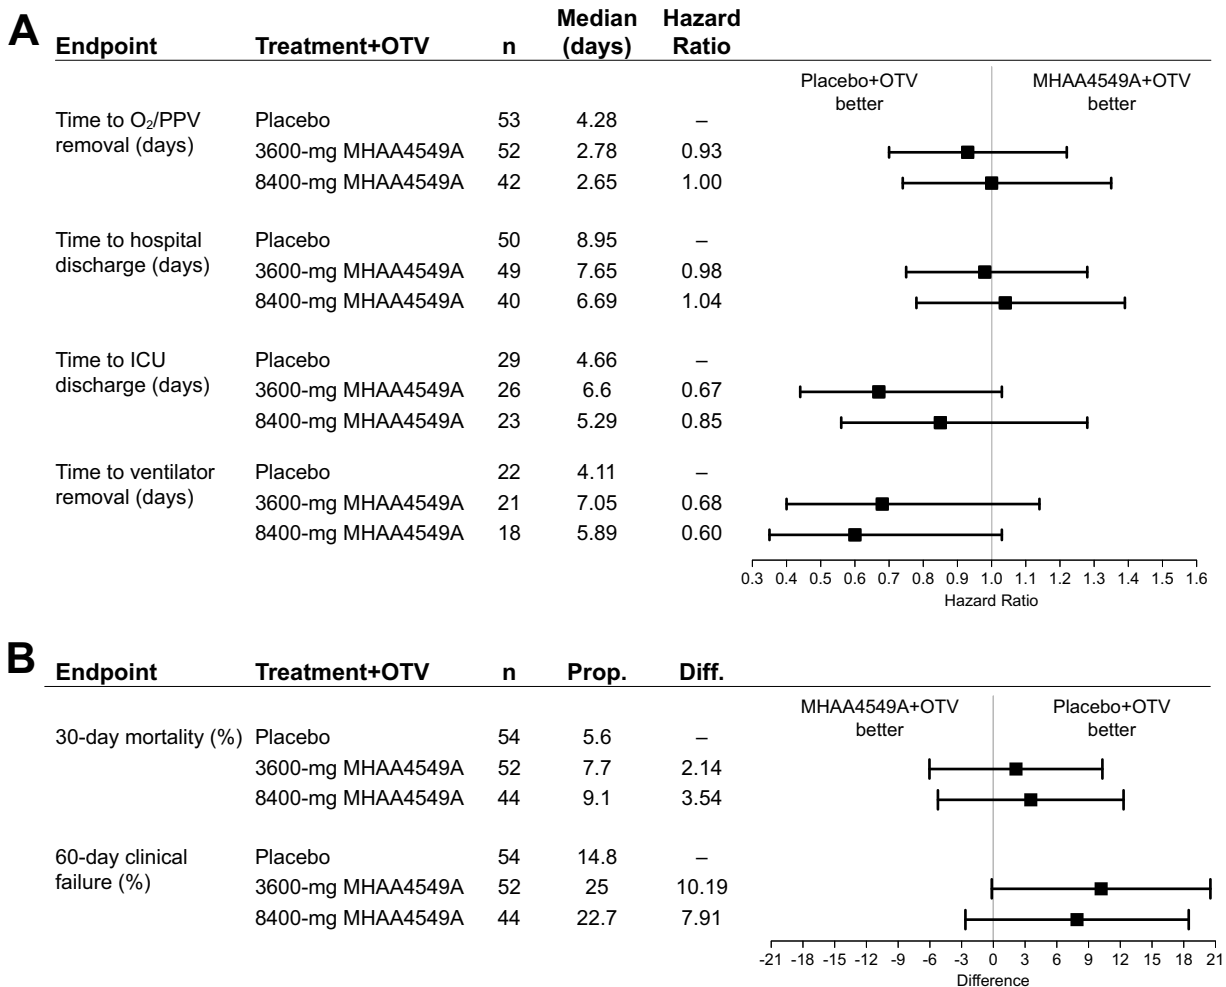 A
Endpoint Treatment+OTV n Median (days) Hazard Ratio
Placebo+OTV better MHAA4549A+OTV better
Time to O₂/PPV removal (days) Placebo 53 4.28 –
3600-mg MHAA4549A 52 2.78 0.93
8400-mg MHAA4549A 42 2.65 1.00
Time to hospital discharge (days) Placebo 50 8.95 –
3600-mg MHAA4549A 49 7.65 0.98
8400-mg MHAA4549A 40 6.69 1.04
Time to ICU discharge (days) Placebo 29 4.66 –
3600-mg MHAA4549A 26 6.6 0.67
8400-mg MHAA4549A 23 5.29 0.85
Time to ventilator removal (days) Placebo 22 4.11 –
3600-mg MHAA4549A 21 7.05 0.68
8400-mg MHAA4549A 18 5.89 0.60
0.3 0.4 0.5 0.6 0.7 0.8 0.9 1.0 1.1 1.2 1.3 1.4 1.5 1.6
Hazard Ratio
B
Endpoint Treatment+OTV n Prop. Diff.
MHAA4549A+OTV better Placebo+OTV better
30-day mortality (%) Placebo 54 5.6 –
3600-mg MHAA4549A 52 7.7 2.14
8400-mg MHAA4549A 44 9.1 3.54
60-day clinical failure (%) Placebo 54 14.8 –
3600-mg MHAA4549A 52 25 10.19
8400-mg MHAA4549A 44 22.7 7.91
-21 -18 -15 -12 -9 -6 -3 0 3 6 9 12 15 18 21
Difference